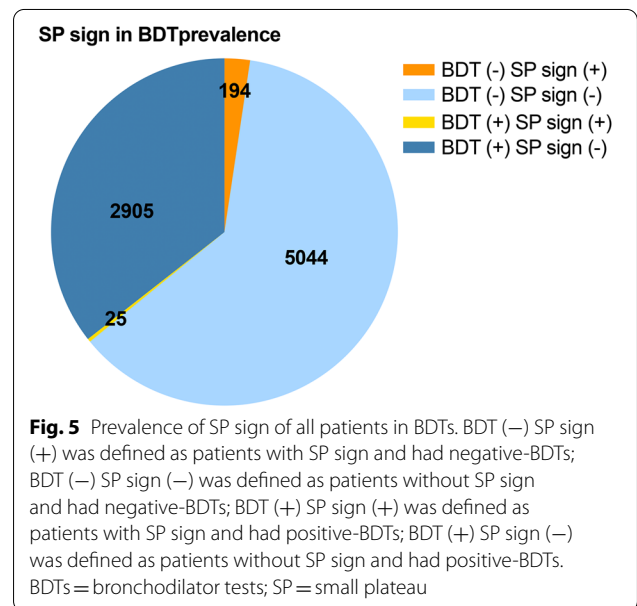 SP sign in BDTprevalence
BDT (-) SP sign (+)
BDT (-) SP sign (-)
BDT (+) SP sign (+)
BDT (+) SP sign (-)
194
2905
5044
25
Fig. 5 Prevalence of SP sign of all patients in BDTs. BDT (−) SP sign
(+) was defined as patients with SP sign and had negative-BDTs;
BDT (−) SP sign (−) was defined as patients without SP sign
and had negative-BDTs; BDT (+) SP sign (+) was defined as
patients with SP sign and had positive-BDTs; BDT (+) SP sign (−)
was defined as patients without SP sign and had positive-BDTs.
BDTs = bronchodilator tests; SP = small plateau